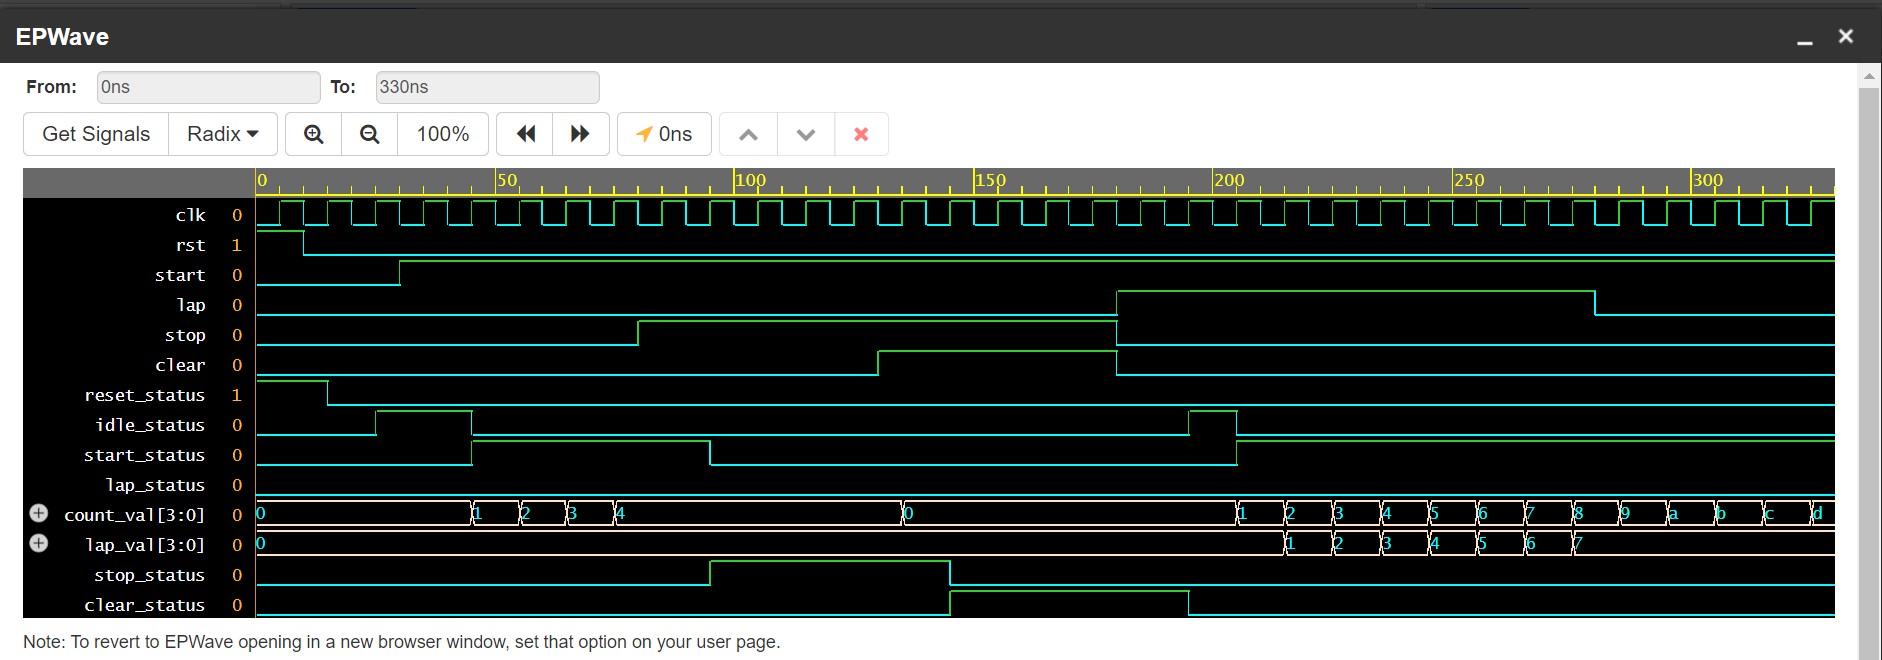 EPWave
From: 0ns To: 330ns
Get Signals Radix 100% 0ns
0 50 100 150 200 250 300
clk 0
rst 1
start 0
lap 0
stop 0
clear 0
reset_status 1
idle_status 0
start_status 0
lap_status 0
count_val[3:0] 0 0 1 2 3 4 0 1 2 3 4 5 6 7 8 9 a b c d
lap_val[3:0] 0 0 1 2 3 4 5 6 7
stop_status 0
clear_status 0
Note: To revert to EPWave opening in a new browser window, set that option on your user page.